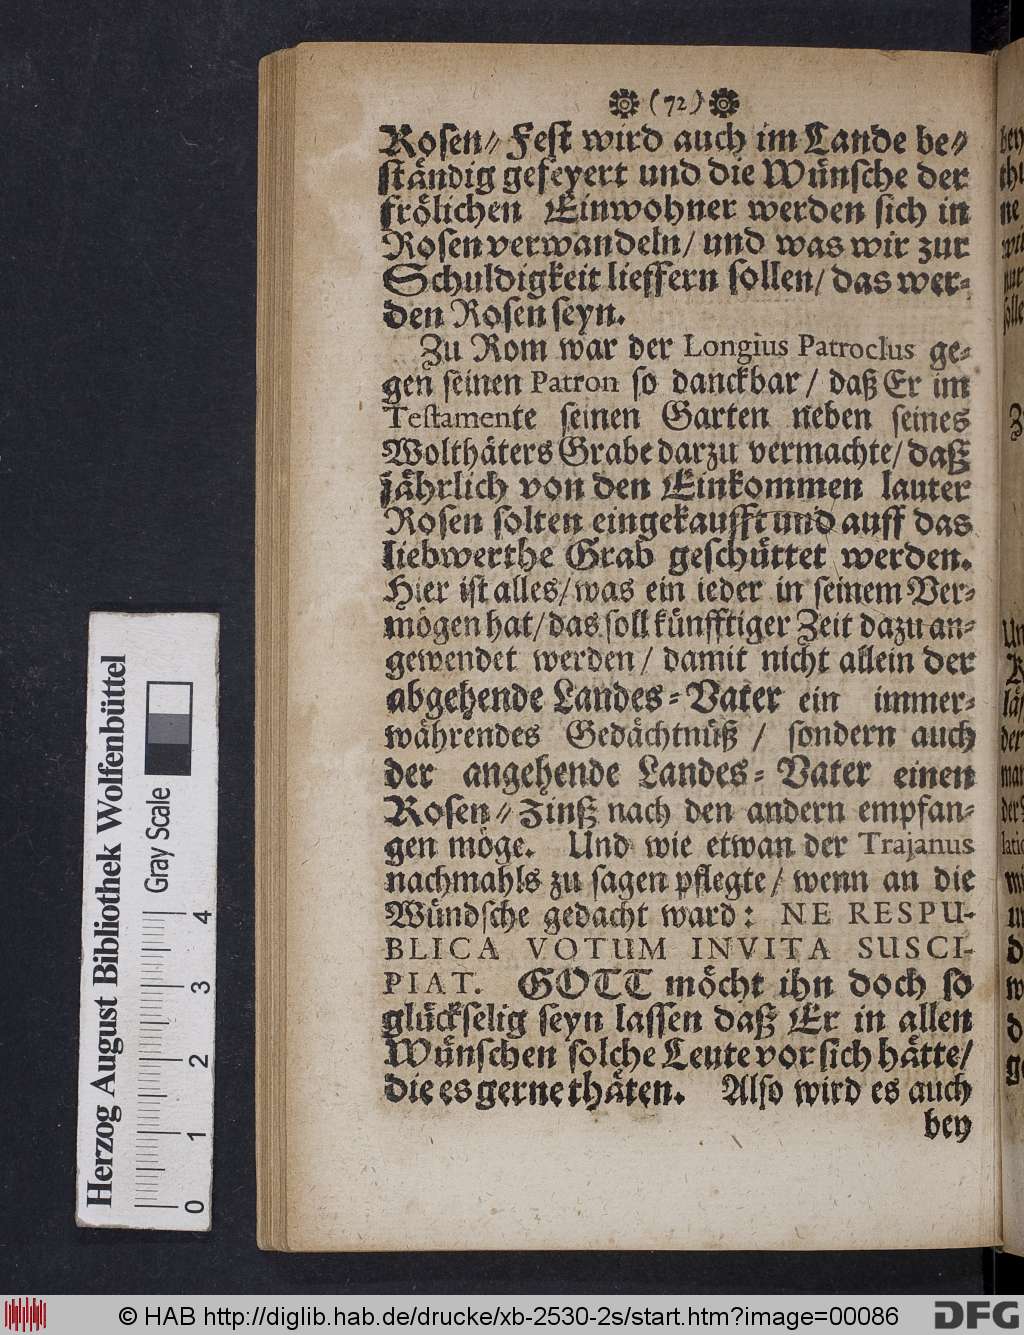 (72)
Rosen-Fest wird auch im Lande be-
ständig gefeyert und die Wünsche der
frölichen Einwohner werden sich in
Rosen verwandeln/ und was wir zur
Schuldigkeit lieffern sollen/ das wer-
den Rosen seyn.
Zu Rom war der Longius Patroclus ge-
gen seinen Patron so danckbar/ daß Er im
Testamente seinen Garten neben seines
Wolthäters Grabe darzu vermachte/ daß
jährlich von den Einkommen lauter
Rosen solten eingekaufft und auff das
liebwerthe Grab geschüttet werden.
Hier ist alles/ was ein ieder in seinem Ver-
mögen hat/ das soll künfftiger Zeit dazu an-
gewendet werden/ damit nicht allein der
abgehende Landes-Vater ein immer-
währendes Gedächtnüß/ sondern auch
der angehende Landes-Vater einen
Rosen-Zinß nach den andern empfan-
gen möge. Und wie etwan der Trajanus
nachmahls zu sagen pflegte/ wenn an die
Wündsche gedacht ward: NE RESPU-
BLICA VOTUM INVITA SUSCI-
PIAT. GOTT möcht ihn doch so
glückselig seyn lassen daß Er in allen
Wünschen solche Leute vor sich hätte/
die es gerne thäten. Also wird es auch
bey
Herzog August Bibliothek Wolfenbüttel
Gray Scale
0 1 2 3 4
© HAB http://diglib.hab.de/drucke/xb-2530-2s/start.htm?image=00086
DFG